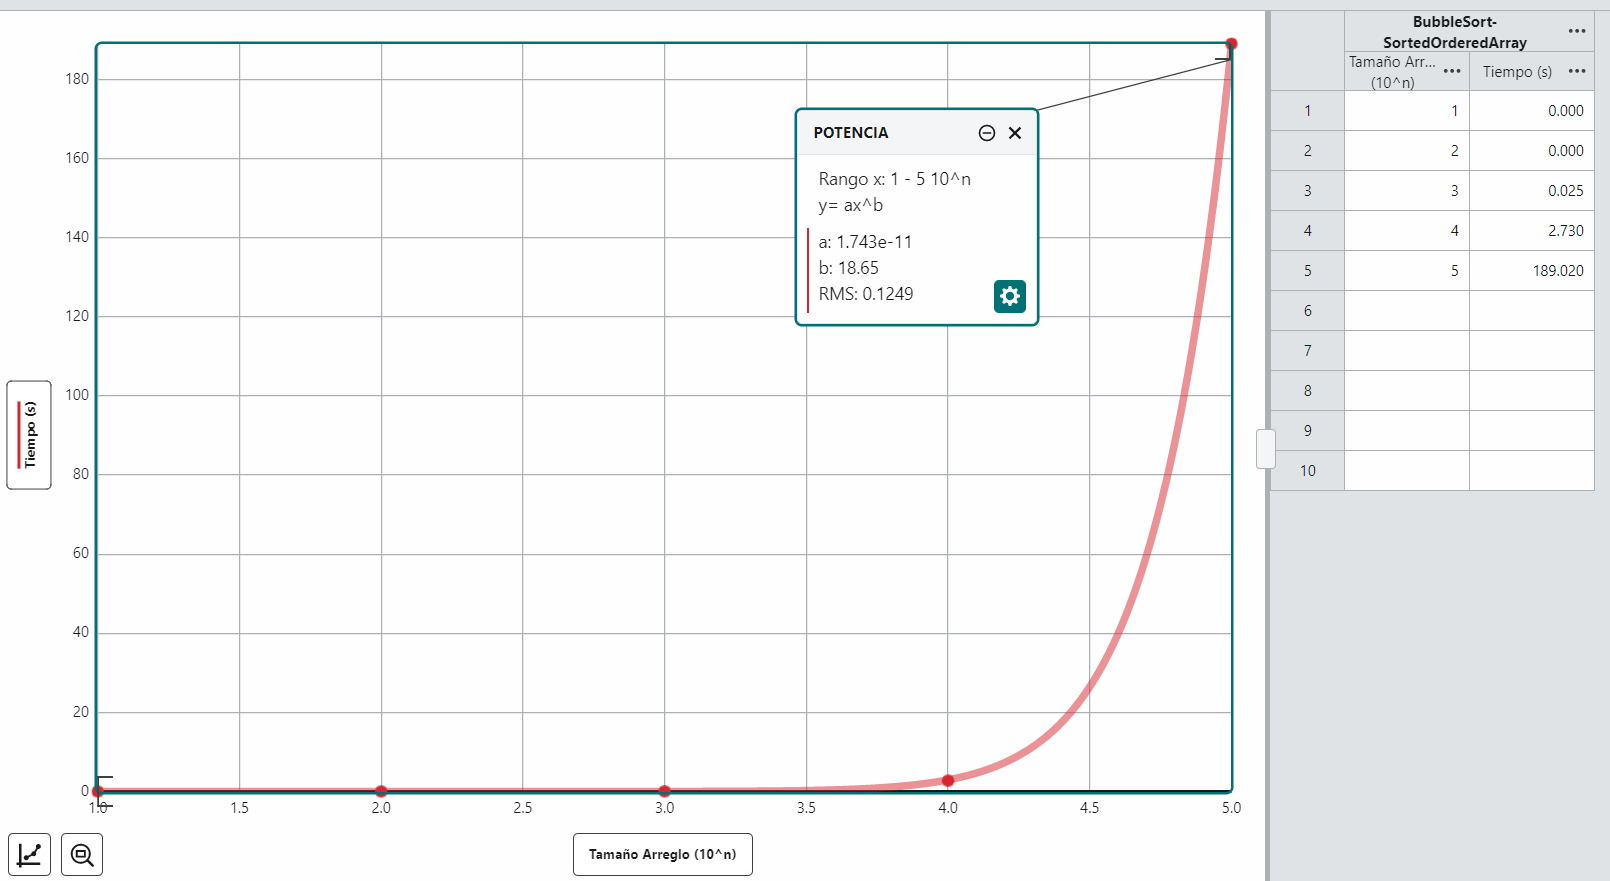 180
160
140
120
100
80
60
40
20
0
1.0
1.5
2.0
2.5
3.0
3.5
4.0
4.5
5.0
Tiempo (s)
Tamaño Arreglo (10^n)
POTENCIA
Rango x: 1 - 5 10^n
y= ax^b
a: 1.743e-11
b: 18.65
RMS: 0.1249
BubbleSort-
SortedOrderedArray
Tamaño Arr... Tiempo (s)
(10^n)
1 1 0.000
2 2 0.000
3 3 0.025
4 4 2.730
5 5 189.020
6
7
8
9
10